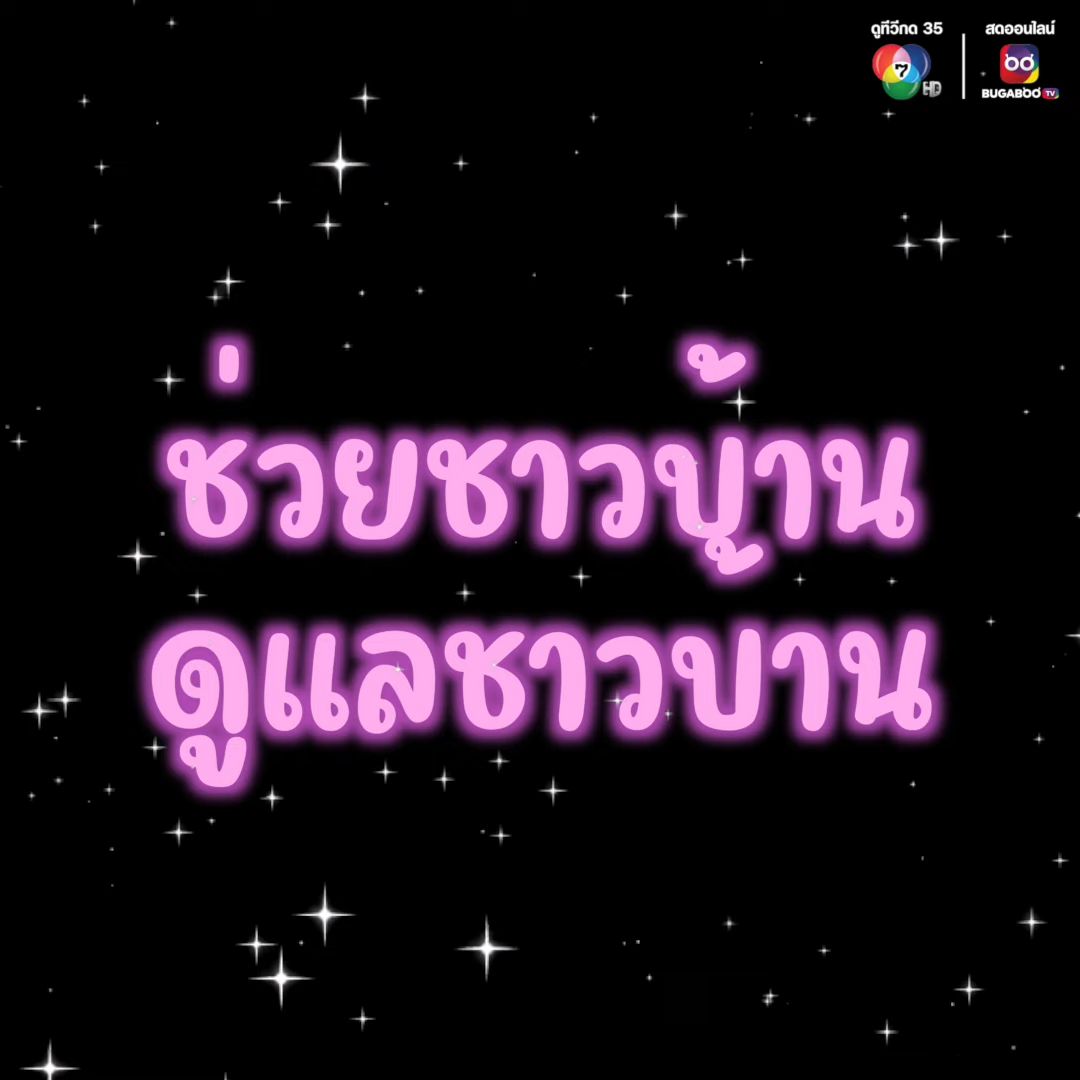 ดูทีวีกด 35
7 HD
สดออนไลน์
BUGABOO TV
ช่วยชาวบ้าน
ดูแลชาวบาน